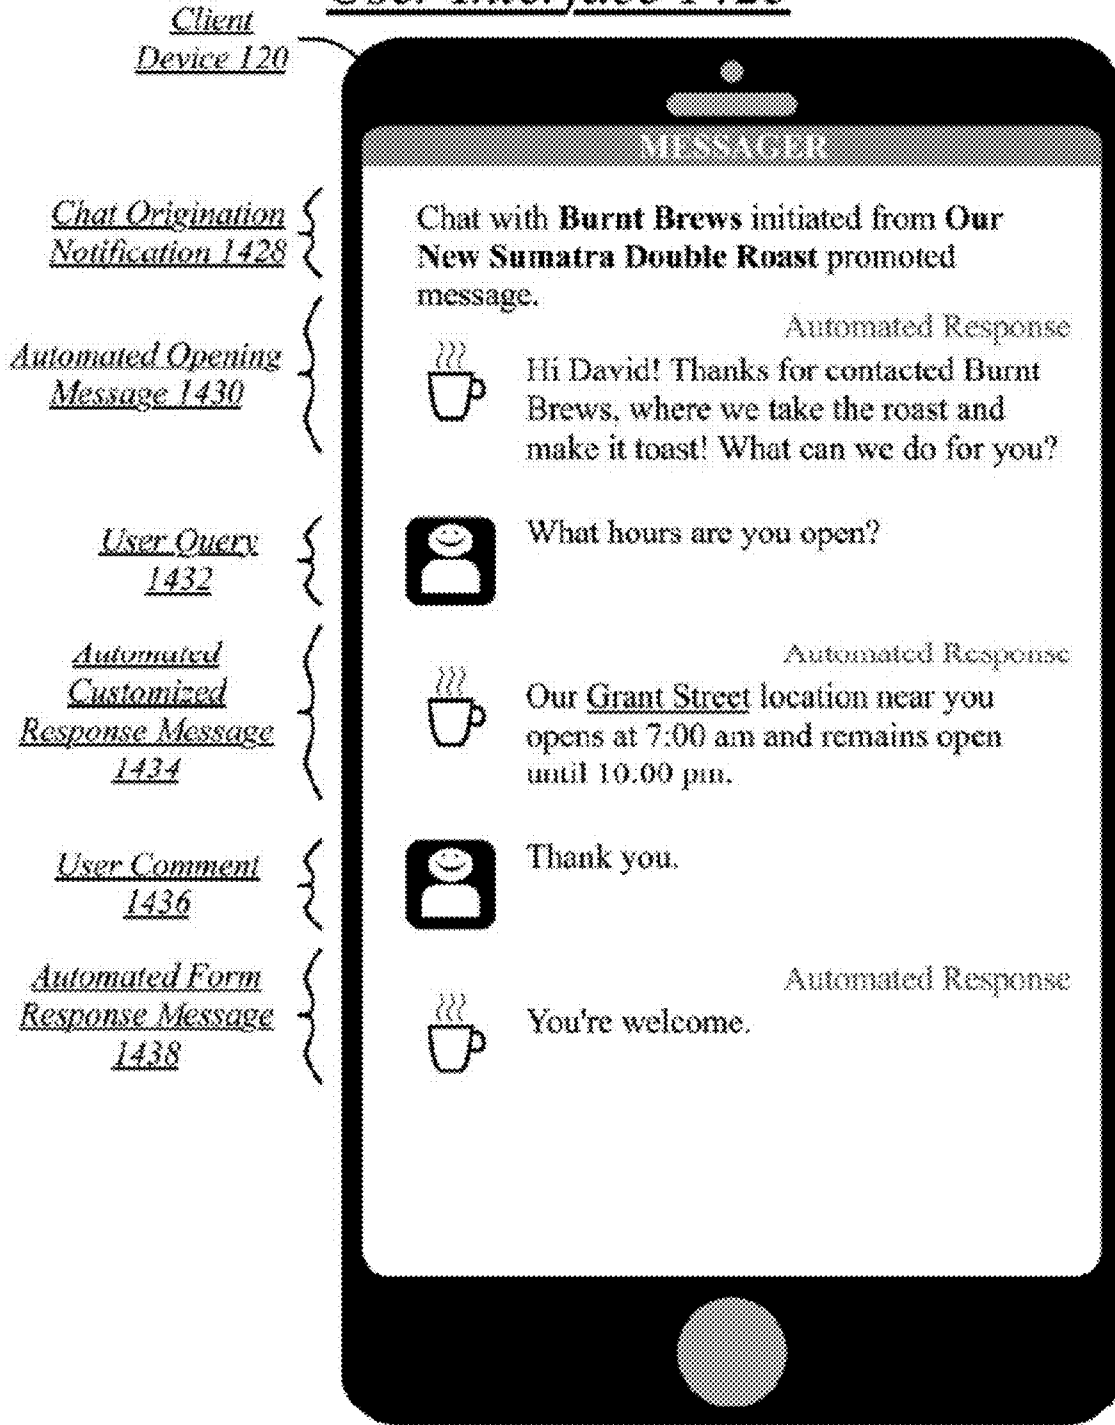 User Interface 1425
Client
Device 120
MESSAGER
Chat Origination
Notification 1428
Chat with Burnt Brews initiated from Our
New Sumatra Double Roast promoted
message.
Automated Opening
Message 1430
Automated Response
Hi David! Thanks for contacted Burnt
Brews, where we take the roast and
make it toast! What can we do for you?
User Query
1432
What hours are you open?
Automated
Customized
Response Message
1434
Automated Response
Our Grant Street location near you
opens at 7:00 am and remains open
until 10:00 pm.
User Comment
1436
Thank you.
Automated Form
Response Message
1438
Automated Response
You're welcome.